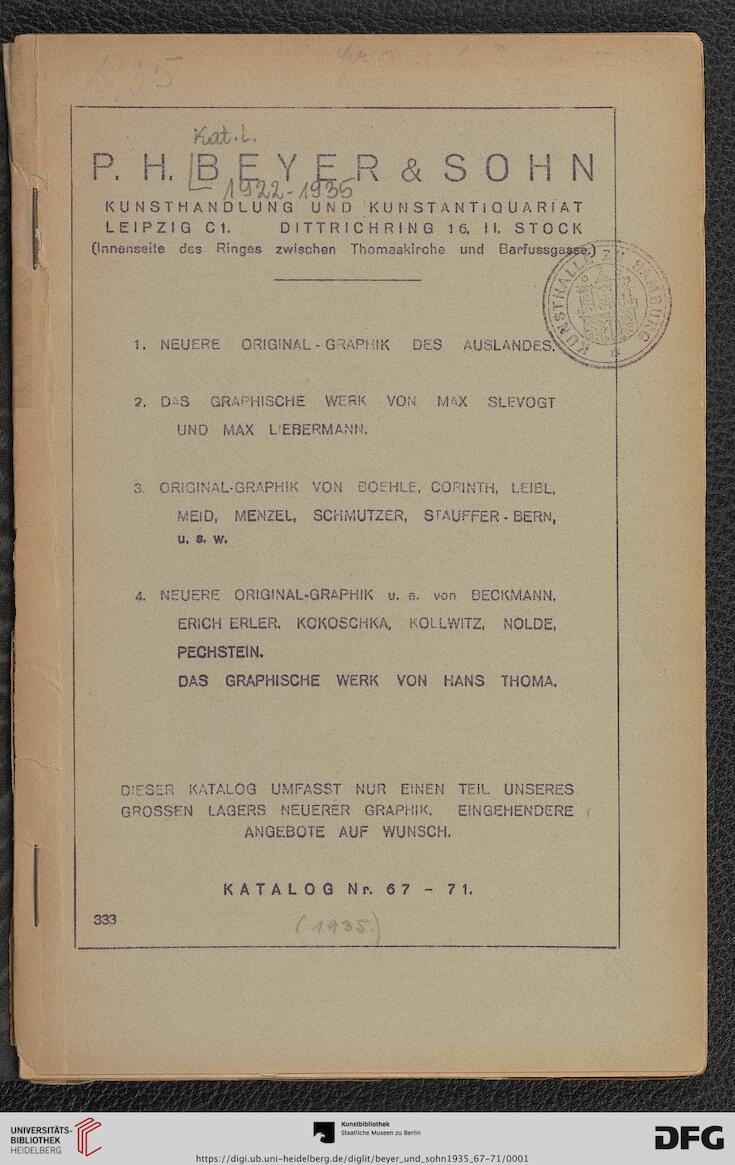 1905
Kat. L.
P. H. BEYER & SOHN
1922-1935
KUNSTHANDLUNG UND KUNSTANTIQUARIAT
LEIPZIG C1. DITTRICHRING 16, II. STOCK
(Innenseite des Ringes zwischen Thomaskirche und Barfussgasse.)
KUNSTHALLE ZU HAMBURG
1. NEUERE ORIGINAL-GRAPHIK DES AUSLANDES.
2. DAS GRAPHISCHE WERK VON MAX SLEVOGT
UND MAX LIEBERMANN.
3. ORIGINAL-GRAPHIK VON BOEHLE, CORINTH, LEIBL,
MEID, MENZEL, SCHMUTZER, STAUFFER-BERN,
u. s. w.
4. NEUERE ORIGINAL-GRAPHIK u. a. von BECKMANN,
ERICH ERLER, KOKOSCHKA, KOLLWITZ, NOLDE,
PECHSTEIN.
DAS GRAPHISCHE WERK VON HANS THOMA.
DIESER KATALOG UMFASST NUR EINEN TEIL UNSERES
GROSSEN LAGERS NEUERER GRAPHIK. EINGEHENDERE
ANGEBOTE AUF WUNSCH.
KATALOG Nr. 67 - 71.
333
(1935.)
UNIVERSITÄTS-
BIBLIOTHEK
HEIDELBERG
Kunstbibliothek
Staatliche Museen zu Berlin
DFG
https://digi.ub.uni-heidelberg.de/diglit/beyer_und_sohn1935_67-71/0001